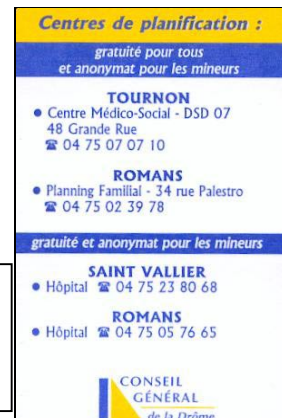 Centres de planification :
gratuité pour tous
et anonymat pour les mineurs
TOURNON
● Centre Médico-Social - DSD 07
48 Grande Rue
☎ 04 75 07 07 10
ROMANS
● Planning Familial - 34 rue Palestro
☎ 04 75 02 39 78
gratuité et anonymat pour les mineurs
SAINT VALLIER
● Hôpital ☎ 04 75 23 80 68
ROMANS
● Hôpital ☎ 04 75 05 76 65
CONSEIL
GÉNÉRAL
de la Drôme